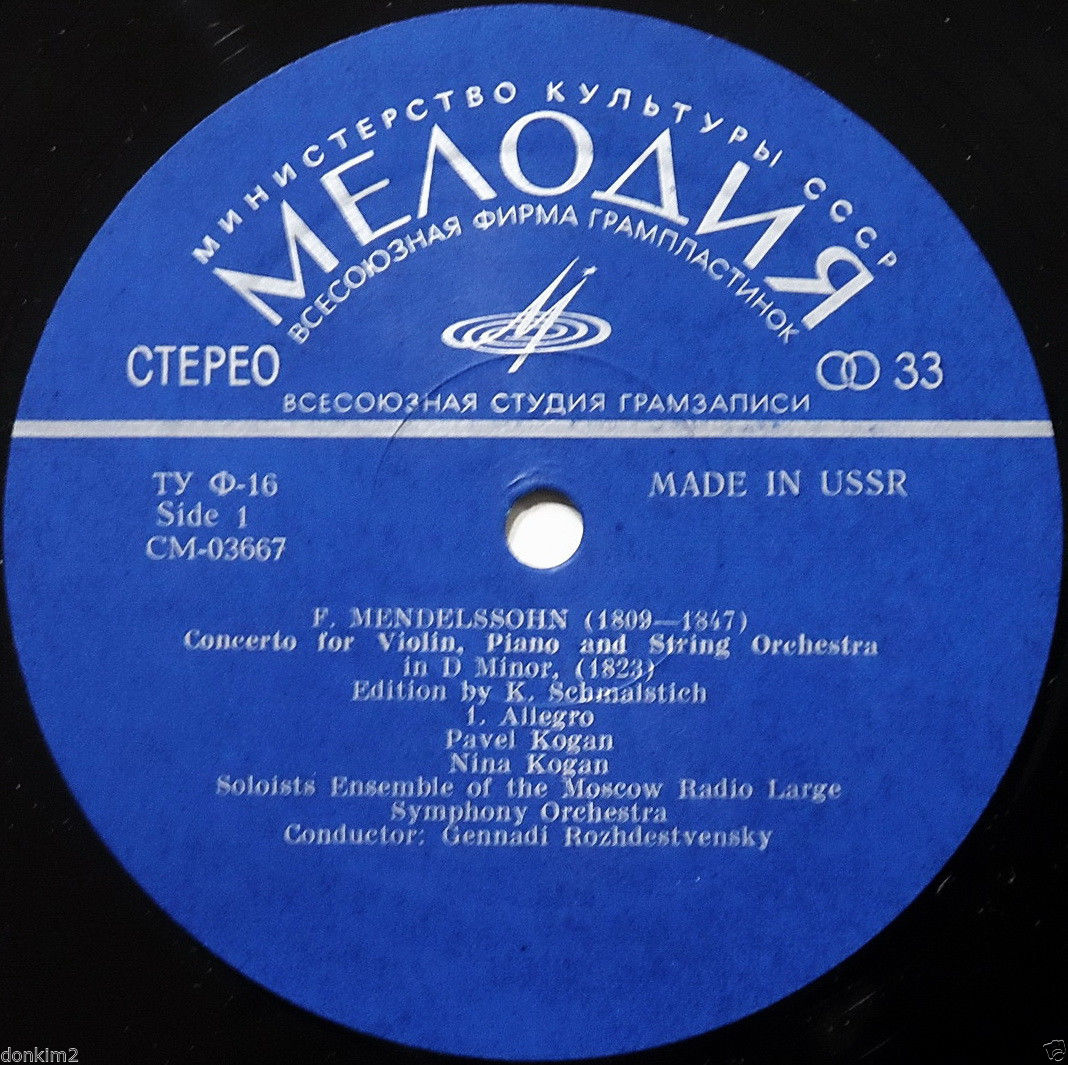 МИНИСТЕРСТВО КУЛЬТУРЫ СССР
МЕЛОДИЯ
ВСЕСОЮЗНАЯ ФИРМА ГРАМПЛАСТИНОК
СТЕРЕО
33
ВСЕСОЮЗНАЯ СТУДИЯ ГРАМЗАПИСИ
ТУ Ф-16
MADE IN USSR
Side 1
СМ-03667
F. MENDELSSOHN (1809—1847)
Concerto for Violin, Piano and String Orchestra
in D Minor, (1823)
Edition by K. Schmalstich
1. Allegro
Pavel Kogan
Nina Kogan
Soloists Ensemble of the Moscow Radio Large
Symphony Orchestra
Conductor: Gennadi Rozhdestvensky
donkim2